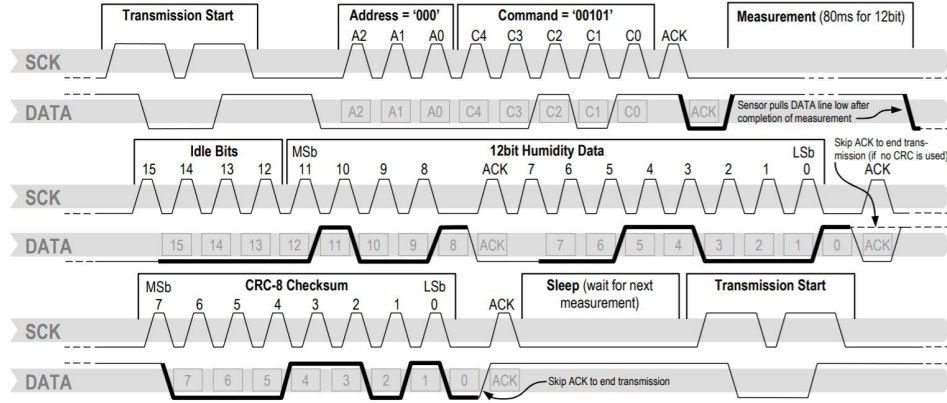 Transmission Start Address = ‘000’ Command = ‘00101’ Measurement (80ms for 12bit)
A2 A1 A0 C4 C3 C2 C1 C0 ACK
SCK
DATA A2 A1 A0 C4 C3 C2 C1 C0 ACK
Sensor pulls DATA line low after
completion of measurement
Skip ACK to end trans-
mission (if no CRC is used)
Idle Bits MSb 12bit Humidity Data LSb
15 14 13 12 11 10 9 8 ACK 7 6 5 4 3 2 1 0 ACK
SCK
DATA 15 14 13 12 11 10 9 8 ACK 7 6 5 4 3 2 1 0 ACK
MSb CRC-8 Checksum LSb Sleep (wait for next
measurement)
Transmission Start
7 6 5 4 3 2 1 0 ACK
SCK
DATA 7 6 5 4 3 2 1 0 ACK
Skip ACK to end transmission